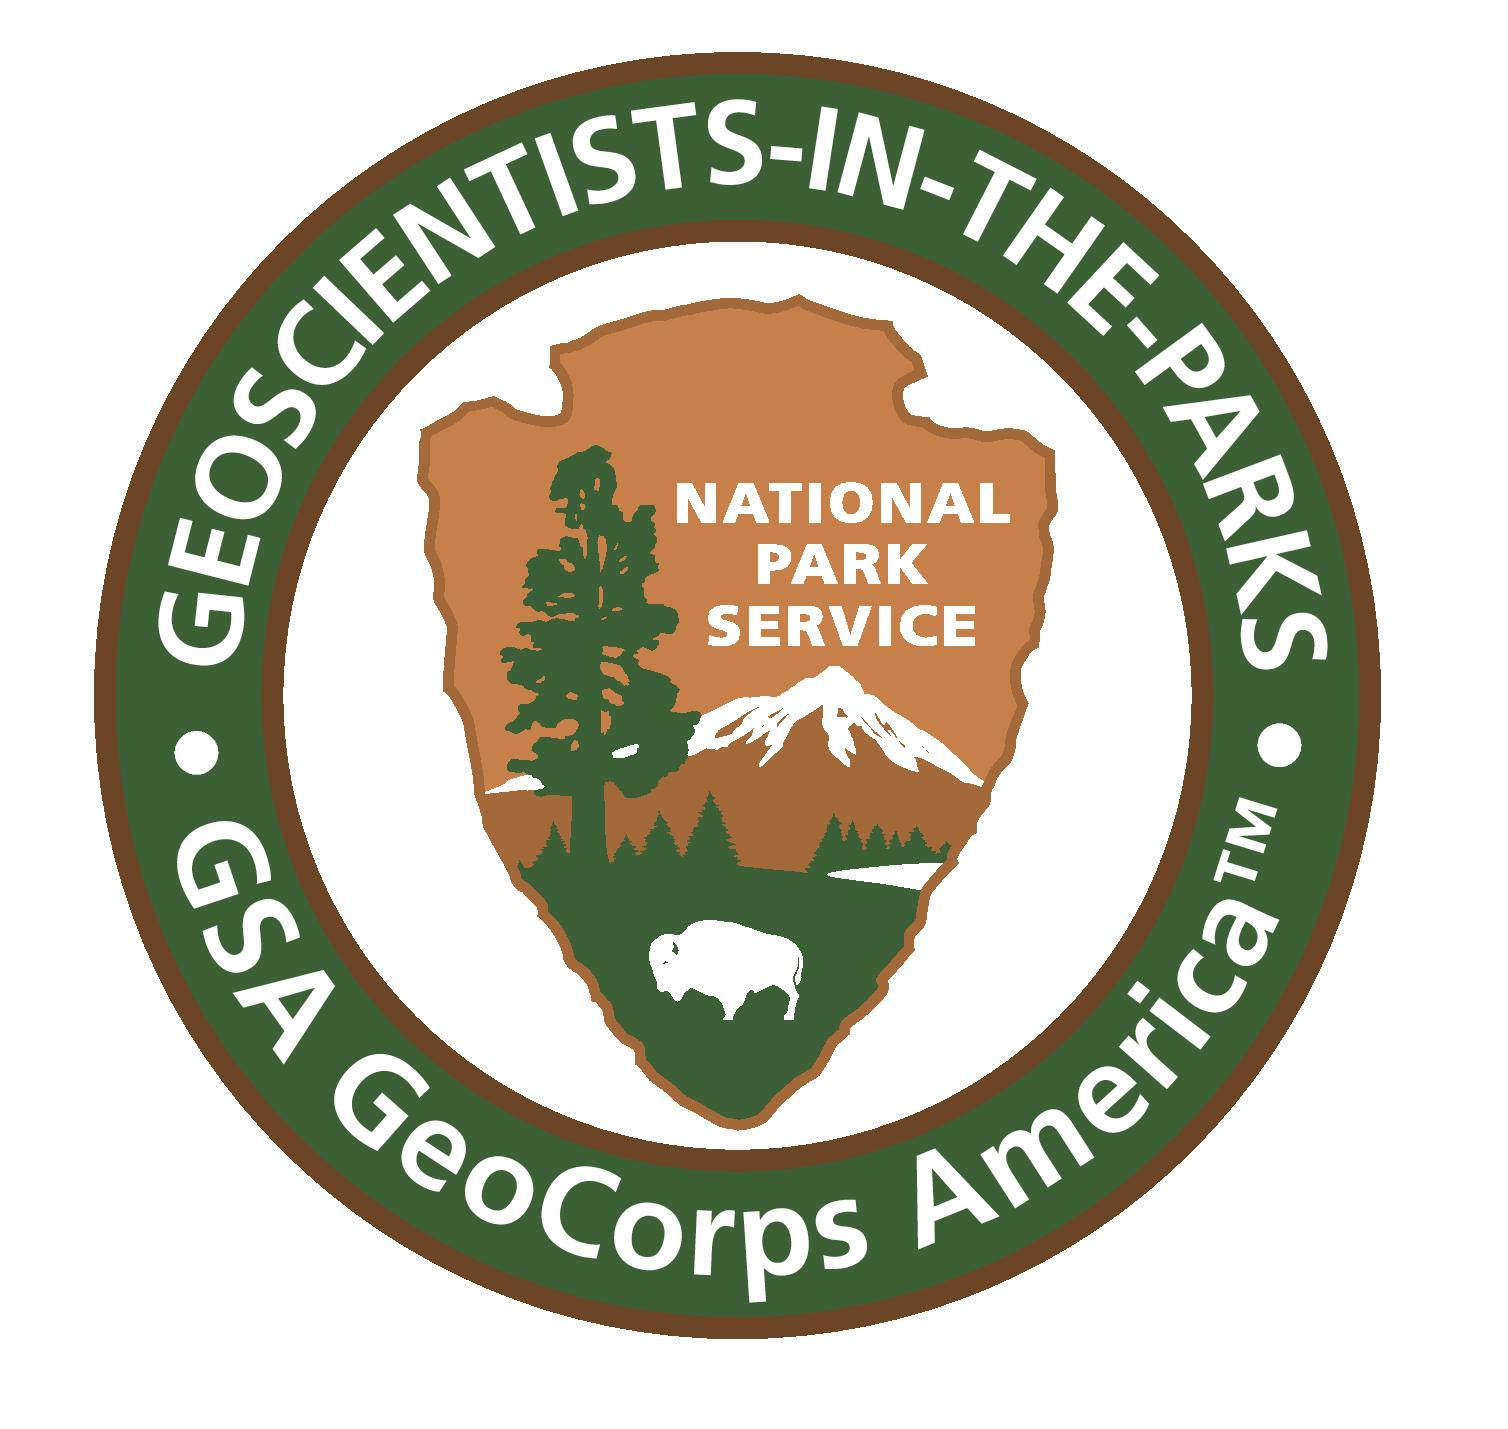 GEOSCIENTISTS-IN-THE-PARKS
NATIONAL
PARK
SERVICE
• GSA GeoCorps America™ •